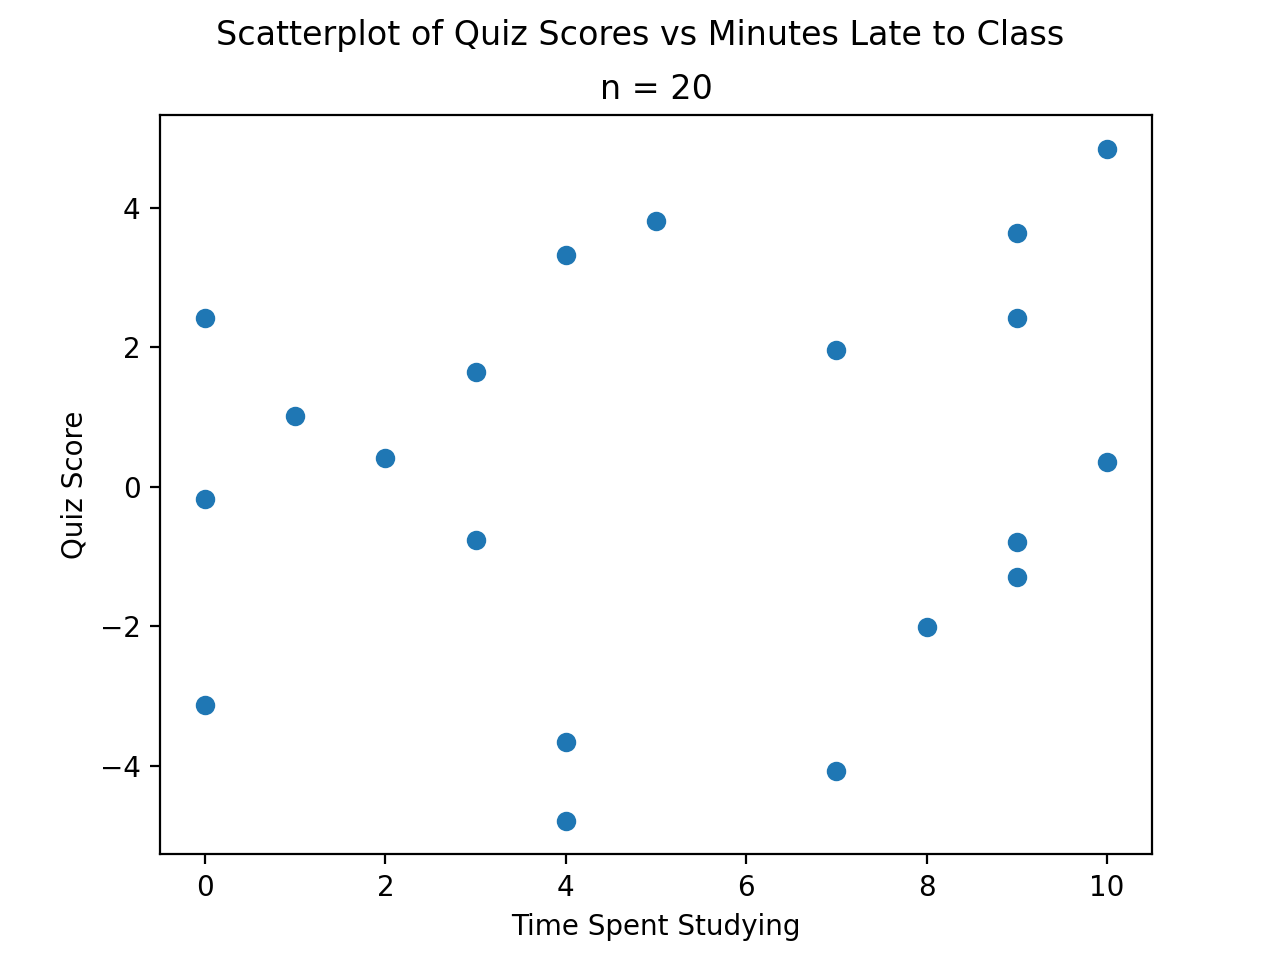 Scatterplot of Quiz Scores vs Minutes Late to Class
n = 20
4
2
0
−2
−4
Quiz Score
0 2 4 6 8 10
Time Spent Studying